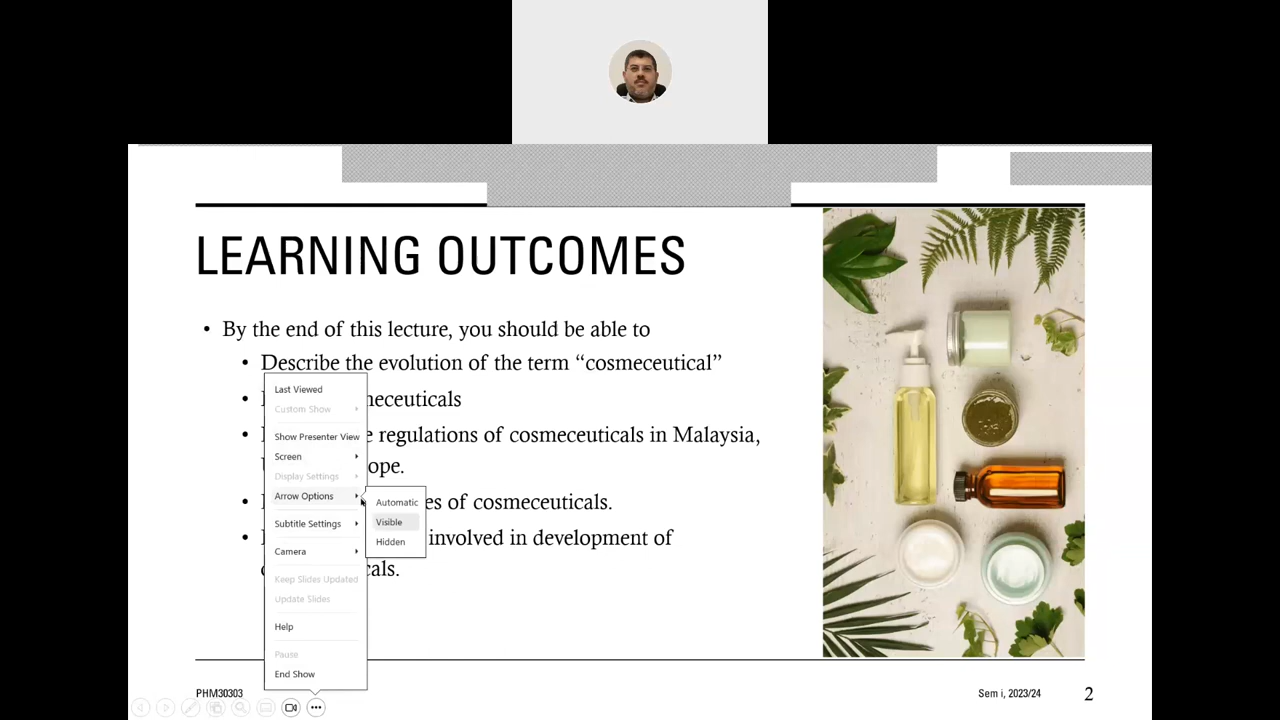 LEARNING OUTCOMES
• By the end of this lecture, you should be able to
• Describe the evolution of the term “cosmeceutical”
Last Viewed
Custom Show
neceuticals
Show Presenter View
e regulations of cosmeceuticals in Malaysia,
Screen
ope.
Display Settings
Arrow Options
Automatic
es of cosmeceuticals.
Visible
Subtitle Settings
Hidden
involved in development of
Camera
cals.
Keep Slides Updated
Update Slides
Help
Pause
End Show
PHM30303
Sem i, 2023/24
2